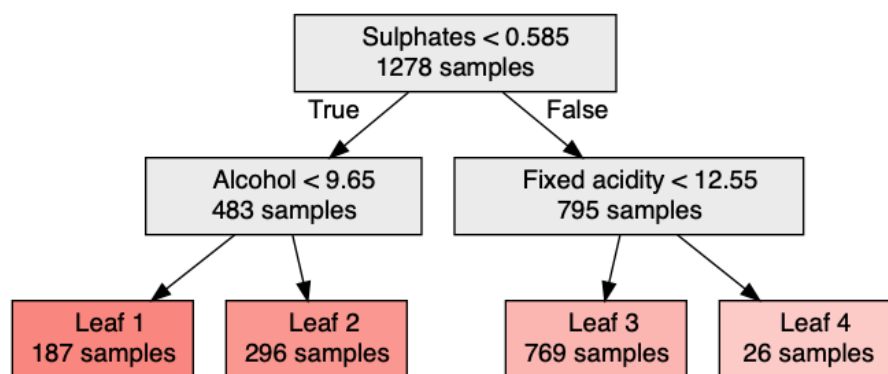 Sulphates < 0.585
1278 samples
True
False
Alcohol < 9.65
483 samples
Fixed acidity < 12.55
795 samples
Leaf 1
187 samples
Leaf 2
296 samples
Leaf 3
769 samples
Leaf 4
26 samples